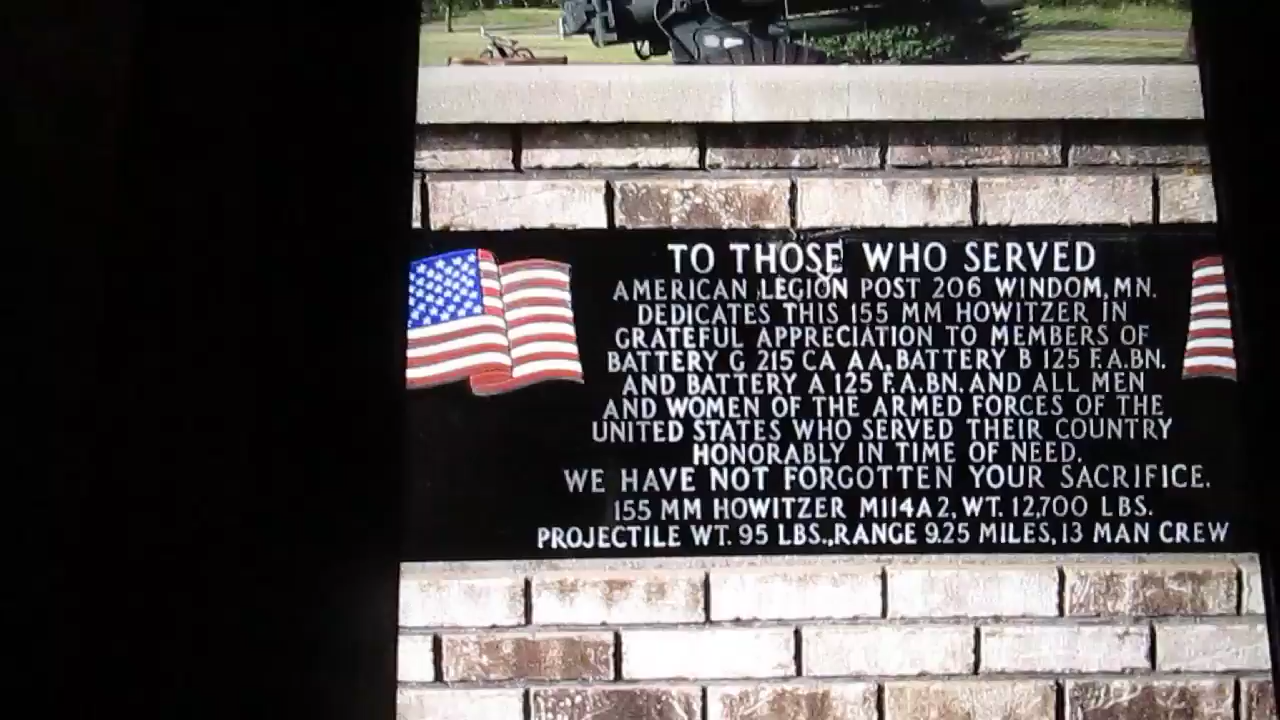 TO THOSE WHO SERVED
AMERICAN LEGION POST 206 WINDOM, MN.
DEDICATES THIS 155 MM HOWITZER IN
GRATEFUL APPRECIATION TO MEMBERS OF
BATTERY G 215 CA AA, BATTERY B 125 F.A.BN.
AND BATTERY A 125 F.A.BN. AND ALL MEN
AND WOMEN OF THE ARMED FORCES OF THE
UNITED STATES WHO SERVED THEIR COUNTRY
HONORABLY IN TIME OF NEED.
WE HAVE NOT FORGOTTEN YOUR SACRIFICE.
155 MM HOWITZER M114A2, WT. 12,700 LBS.
PROJECTILE WT. 95 LBS., RANGE 9.25 MILES, 13 MAN CREW